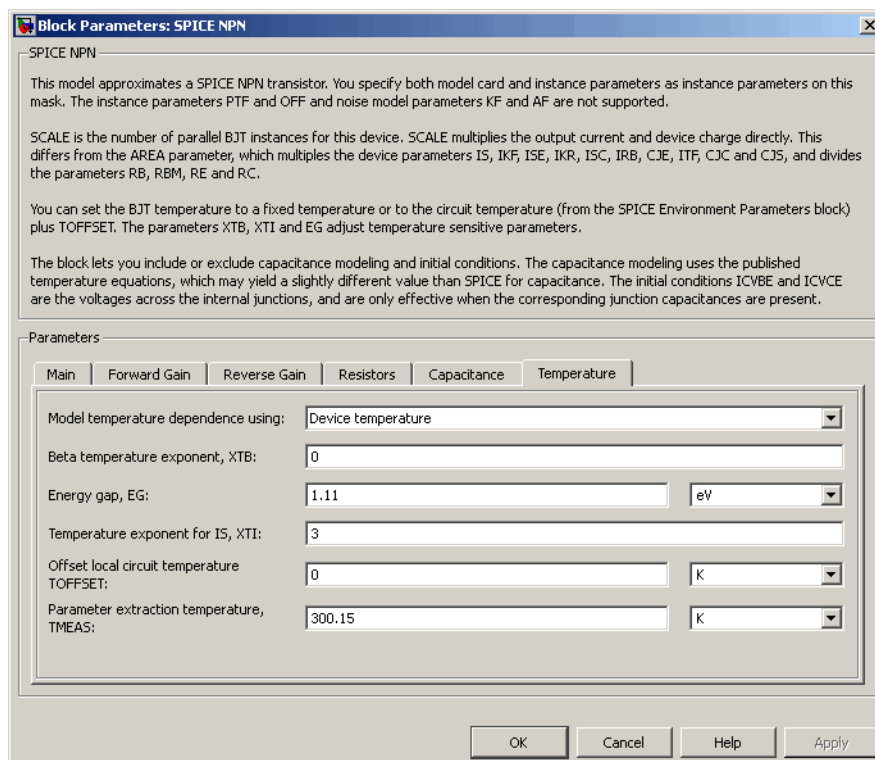 Block Parameters: SPICE NPN
SPICE NPN
This model approximates a SPICE NPN transistor. You specify both model card and instance parameters as instance parameters on this
mask. The instance parameters PTF and OFF and noise model parameters KF and AF are not supported.
SCALE is the number of parallel BJT instances for this device. SCALE multiplies the output current and device charge directly. This
differs from the AREA parameter, which multiples the device parameters IS, IKF, ISE, IKR, ISC, IRB, CJE, ITF, CJC and CJS, and divides
the parameters RB, RBM, RE and RC.
You can set the BJT temperature to a fixed temperature or to the circuit temperature (from the SPICE Environment Parameters block)
plus TOFFSET. The parameters XTB, XTI and EG adjust temperature sensitive parameters.
The block lets you include or exclude capacitance modeling and initial conditions. The capacitance modeling uses the published
temperature equations, which may yield a slightly different value than SPICE for capacitance. The initial conditions ICVBE and ICVCE
are the voltages across the internal junctions, and are only effective when the corresponding junction capacitances are present.
Parameters
Main Forward Gain Reverse Gain Resistors Capacitance Temperature
Model temperature dependence using: Device temperature
Beta temperature exponent, XTB: 0
Energy gap, EG: 1.11 eV
Temperature exponent for IS, XTI: 3
Offset local circuit temperature
TOFFSET: 0 K
Parameter extraction temperature,
TMEAS: 300.15 K
OK Cancel Help Apply